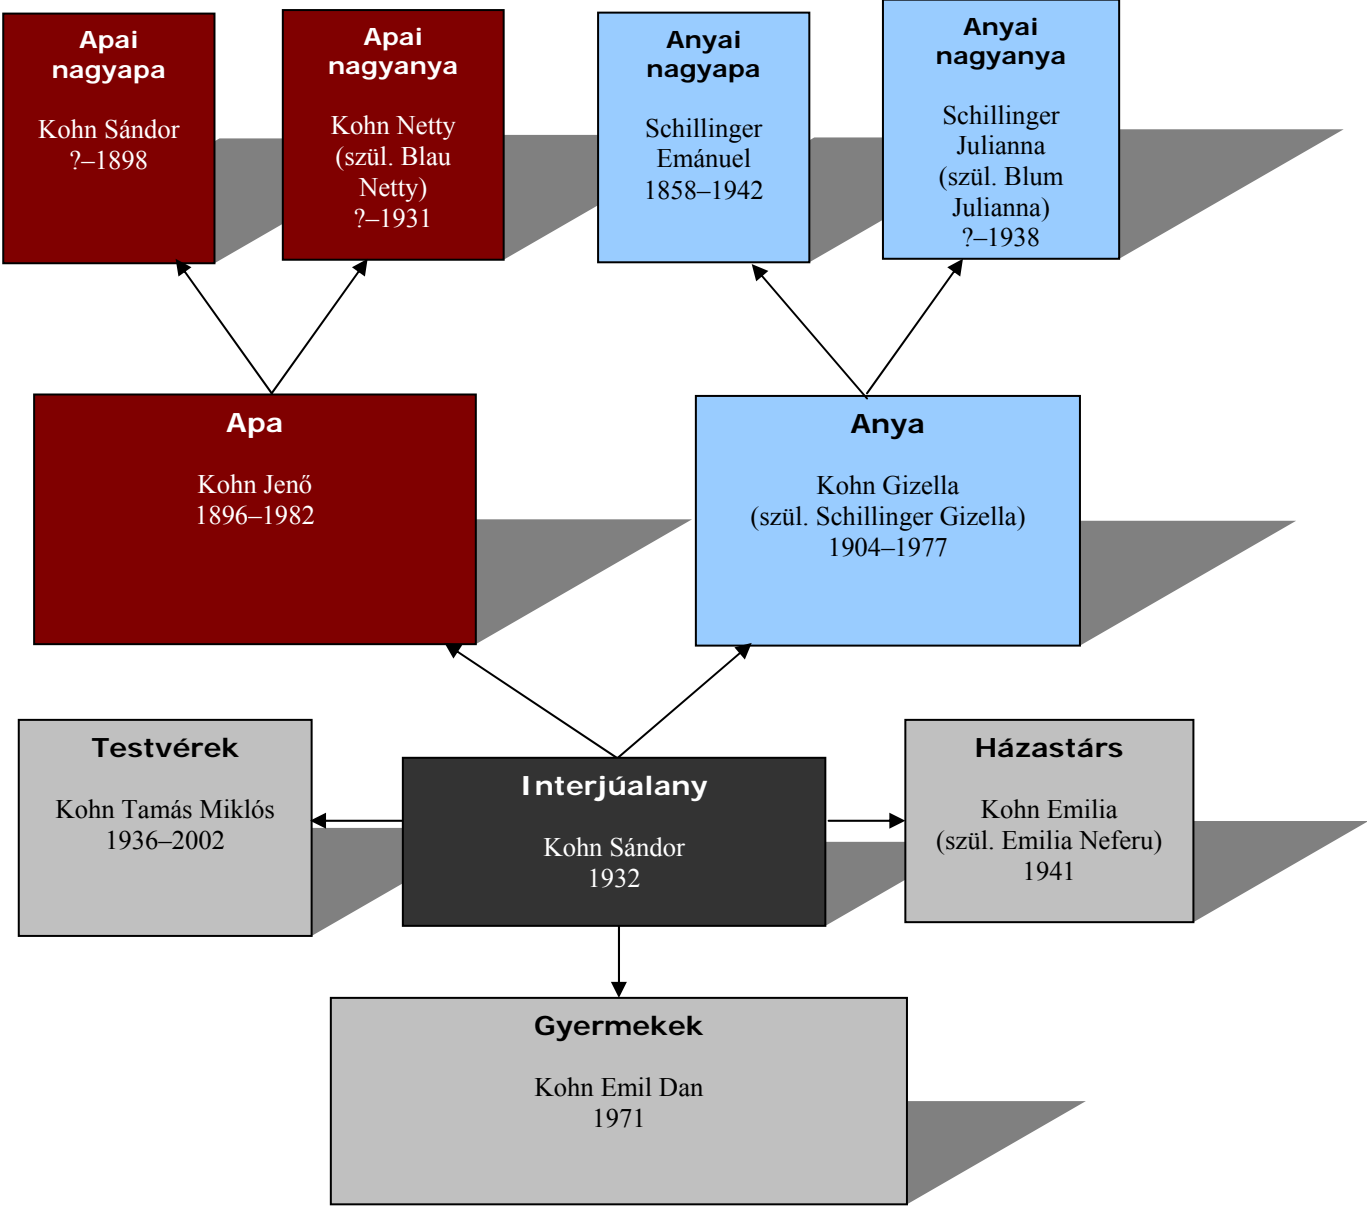 Apai
nagyapa
Kohn Sándor
?–1898
Apai
nagyanya
Kohn Netty
(szül. Blau
Netty)
?–1931
Anyai
nagyapa
Schillinger
Emánuel
1858–1942
Anyai
nagyanya
Schillinger
Julianna
(szül. Blum
Julianna)
?–1938
Apa
Kohn Jenő
1896–1982
Anya
Kohn Gizella
(szül. Schillinger Gizella)
1904–1977
Testvérek
Kohn Tamás Miklós
1936–2002
Interjúalany
Kohn Sándor
1932
Házastárs
Kohn Emilia
(szül. Emilia Neferu)
1941
Gyermekek
Kohn Emil Dan
1971